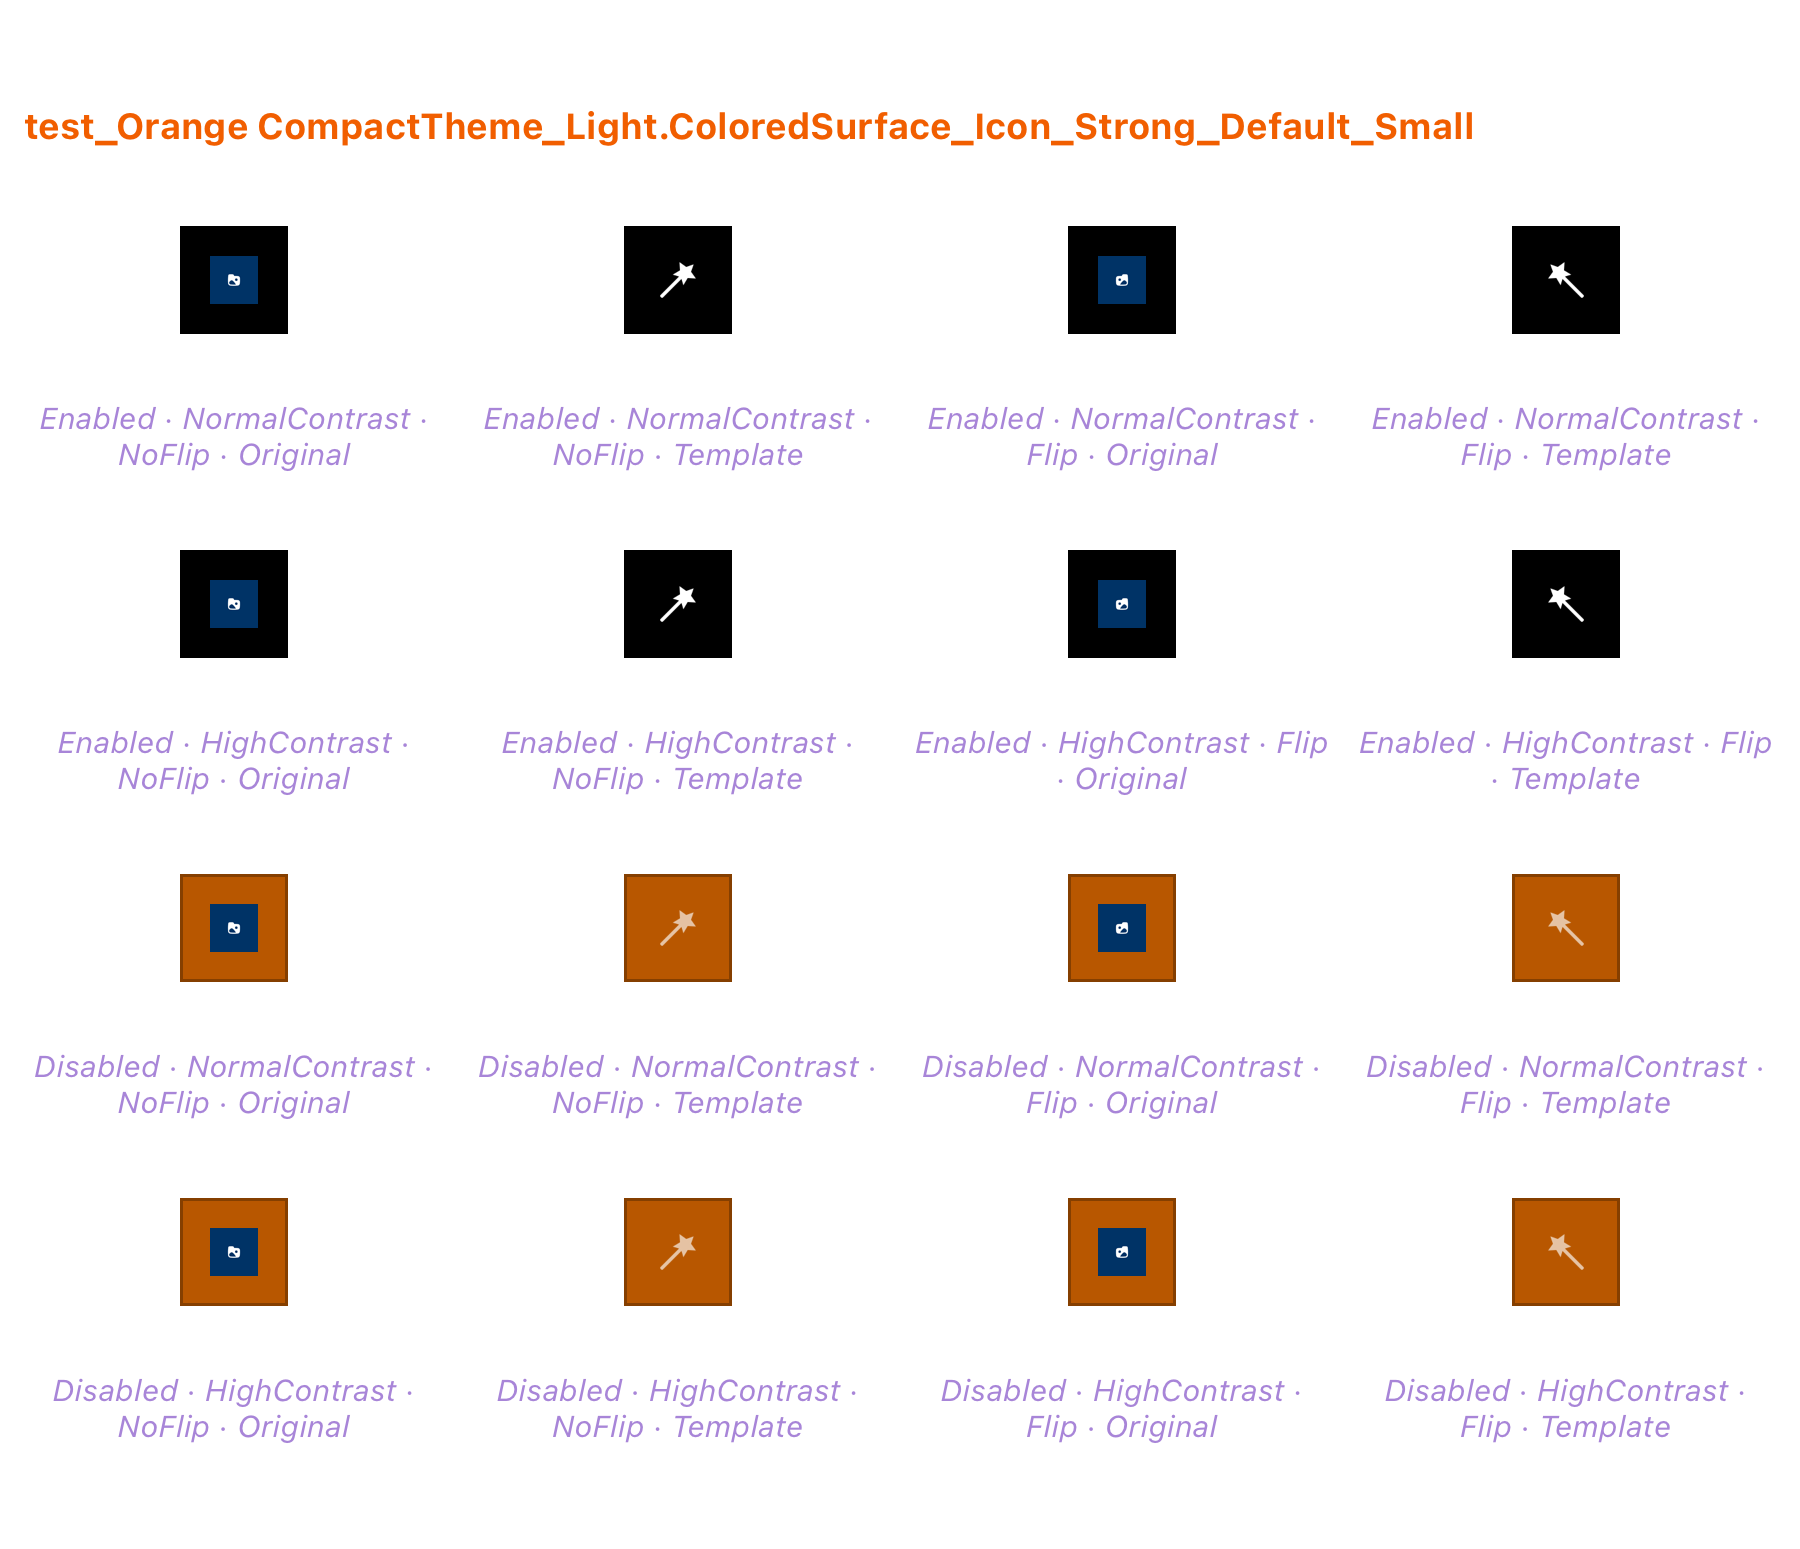 test_Orange CompactTheme_Light.ColoredSurface_Icon_Strong_Default_Small
Enabled · NormalContrast ·
NoFlip · Original
Enabled · NormalContrast ·
NoFlip · Template
Enabled · NormalContrast ·
Flip · Original
Enabled · NormalContrast ·
Flip · Template
Enabled · HighContrast ·
NoFlip · Original
Enabled · HighContrast ·
NoFlip · Template
Enabled · HighContrast · Flip
· Original
Enabled · HighContrast · Flip
· Template
Disabled · NormalContrast ·
NoFlip · Original
Disabled · NormalContrast ·
NoFlip · Template
Disabled · NormalContrast ·
Flip · Original
Disabled · NormalContrast ·
Flip · Template
Disabled · HighContrast ·
NoFlip · Original
Disabled · HighContrast ·
NoFlip · Template
Disabled · HighContrast ·
Flip · Original
Disabled · HighContrast ·
Flip · Template